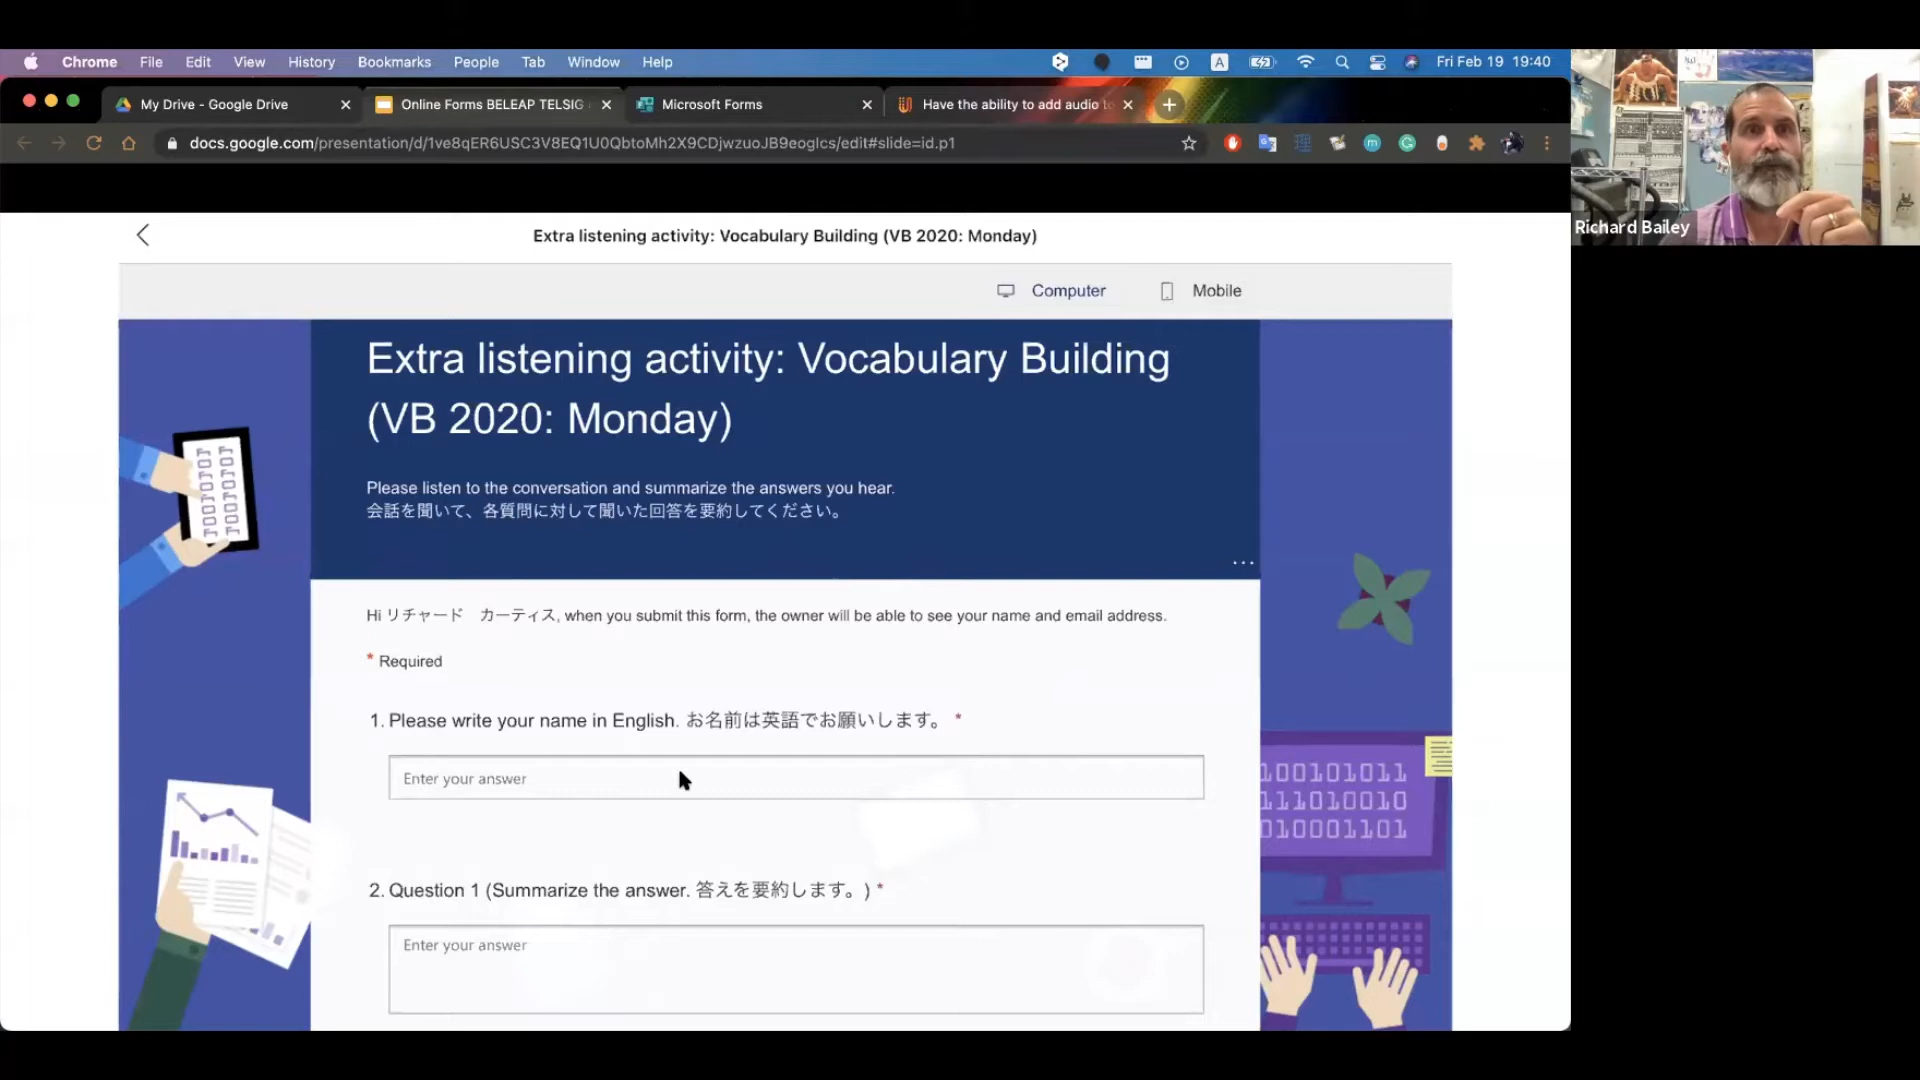 Chrome File Edit View History Bookmarks People Tab Window Help
A
Fri Feb 19 19:40
My Drive - Google Drive
Online Forms BELEAP TELSIG
Microsoft Forms
Have the ability to add audio to
docs.google.com/presentation/d/1ve8qER6USC3V8EQ1U0QbtoMh2X9CDjwzuoJB9eoglcs/edit#slide=id.p1
Richard Bailey
Extra listening activity: Vocabulary Building (VB 2020: Monday)
Computer Mobile
Extra listening activity: Vocabulary Building
(VB 2020: Monday)
Please listen to the conversation and summarize the answers you hear.
会話を聞いて、各質問に対して聞いた回答を要約してください。
...
Hi リチャード　カーティス, when you submit this form, the owner will be able to see your name and email address.
* Required
1. Please write your name in English. お名前は英語でお願いします。 *
Enter your answer
100101011
111010010
010001101
2. Question 1 (Summarize the answer. 答えを要約します。) *
Enter your answer